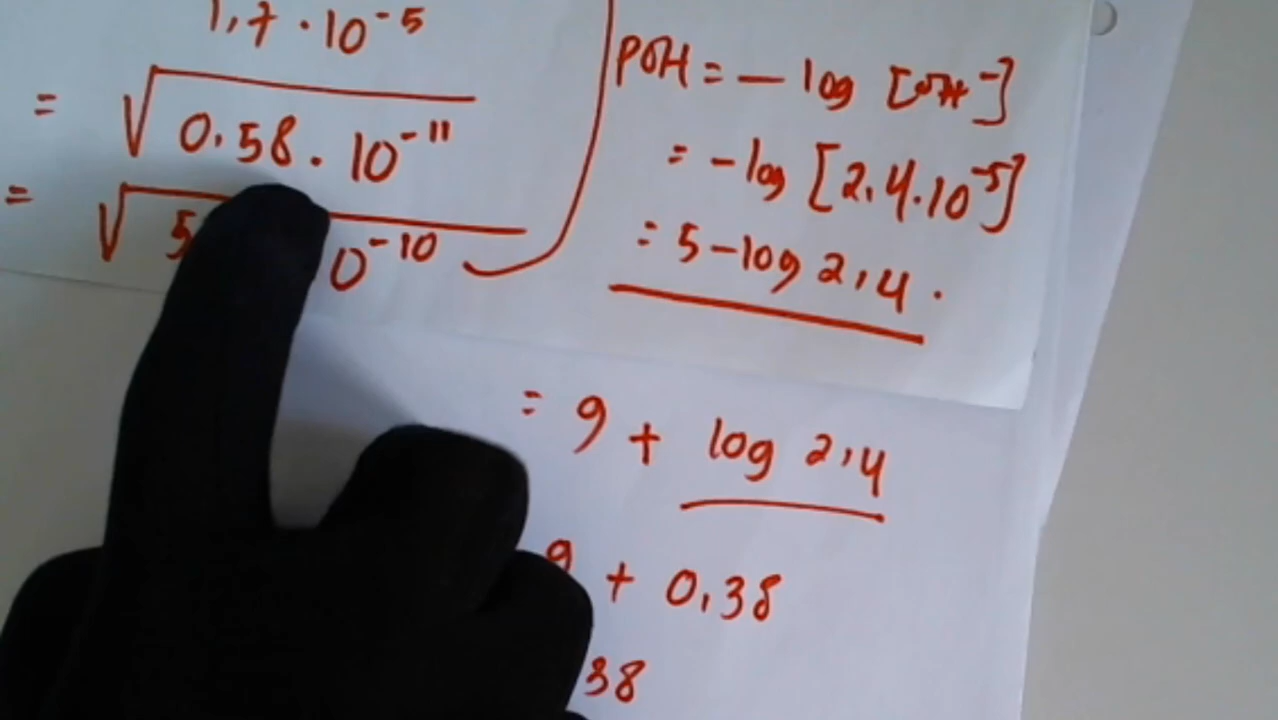 1,7 . 10⁻⁵
= √0.58 . 10⁻¹¹
= √5 0⁻¹⁰
POH = - log [OH⁻]
= -log [2,4.10⁻⁵]
= 5-log 2,4.
= 9 + log 2,4
9 + 0,38
38